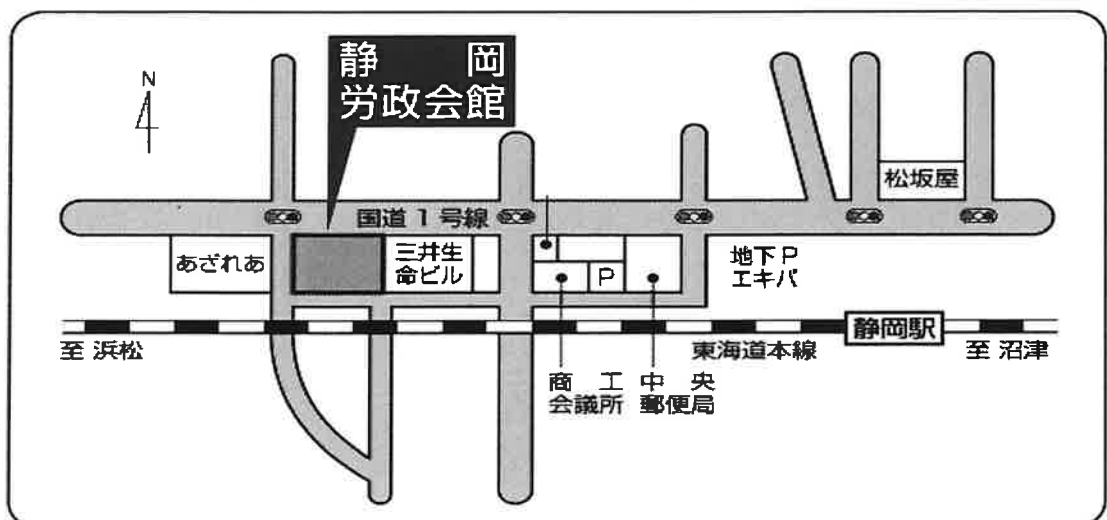 静岡
労政会館
N
松坂屋
国道1号線
あざれあ
三井生
命ビル
P
地下P
エキパ
静岡駅
至 浜松
東海道本線
至 沼津
商工
会議所
中央
郵便局